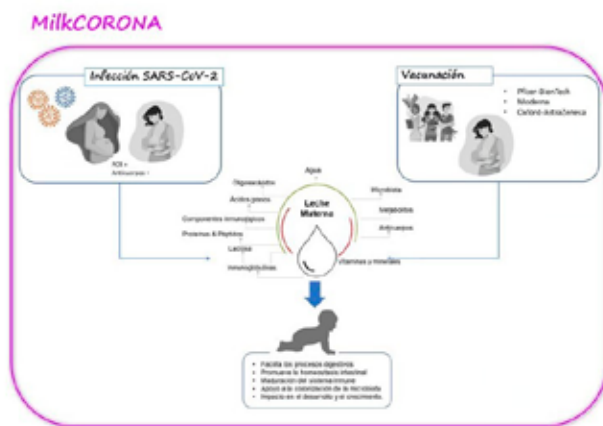 MilkCORONA
Infección SARS-CoV-2
Vacunación
Pfizer-BionTech
Moderna
Oxford-AstraZeneca
PCR +
Anticuerpos +
Agua
Oligosacáridos
Microbiota
Ácidos grasos
Leche
Materna
Metabolitos
Componentes inmunológicos
Anticuerpos
Proteínas & Péptidos
Lactosa
Inmunoglobulinas
Vitaminas y minerales
Facilita los procesos digestivos
Promueve la homeostasis intestinal
Maduración del sistema inmune
Apoyo a la colonización de la microbiota
Impacto en el desarrollo y el crecimiento.